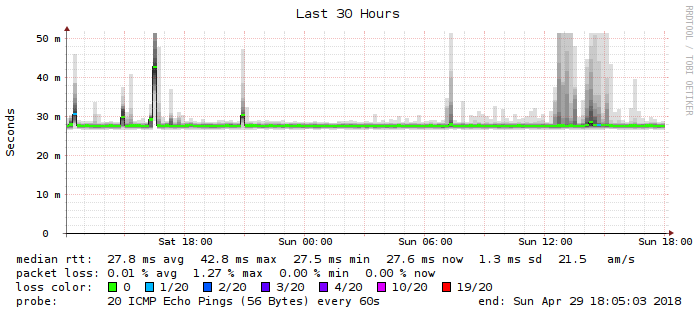 Last 30 Hours
RRDTOOL / TOBI OETIKER
Seconds
50 m
40 m
30 m
20 m
10 m
0
Sat 18:00 Sun 00:00 Sun 06:00 Sun 12:00 Sun 18:00
median rtt: 27.8 ms avg 42.8 ms max 27.5 ms min 27.6 ms now 1.3 ms sd 21.5 am/s
packet loss: 0.01 % avg 1.27 % max 0.00 % min 0.00 % now
loss color: 0 1/20 2/20 3/20 4/20 10/20 19/20
probe: 20 ICMP Echo Pings (56 Bytes) every 60s end: Sun Apr 29 18:05:03 2018